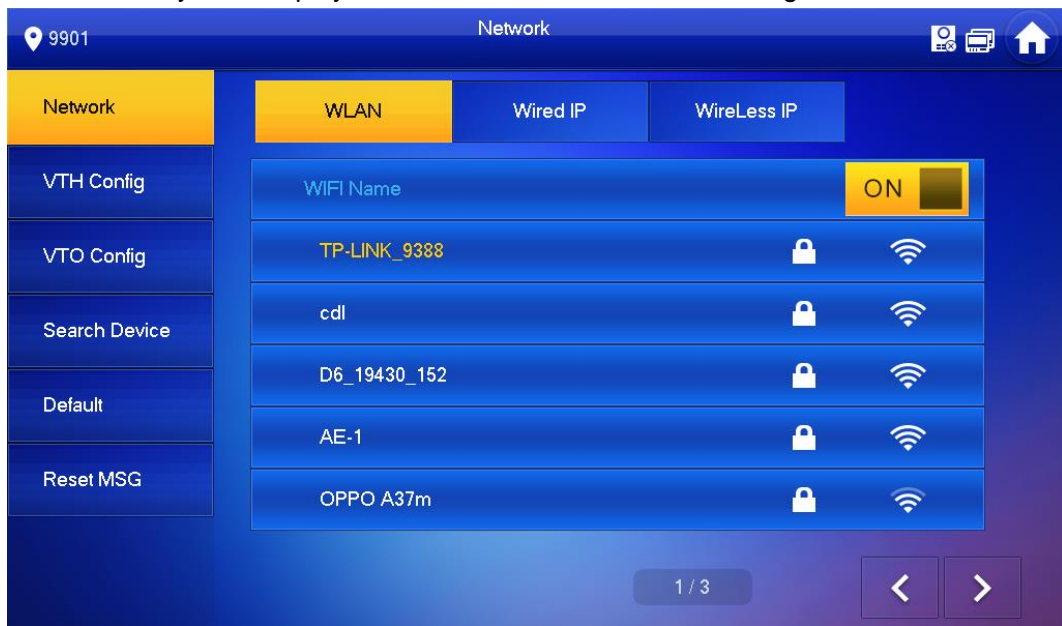 9901
Network
Network
WLAN
Wired IP
WireLess IP
VTH Config
WIFI Name
ON
VTO Config
TP-LINK_9388
Search Device
cdl
D6_19430_152
Default
AE-1
Reset MSG
OPPO A37m
1 / 3